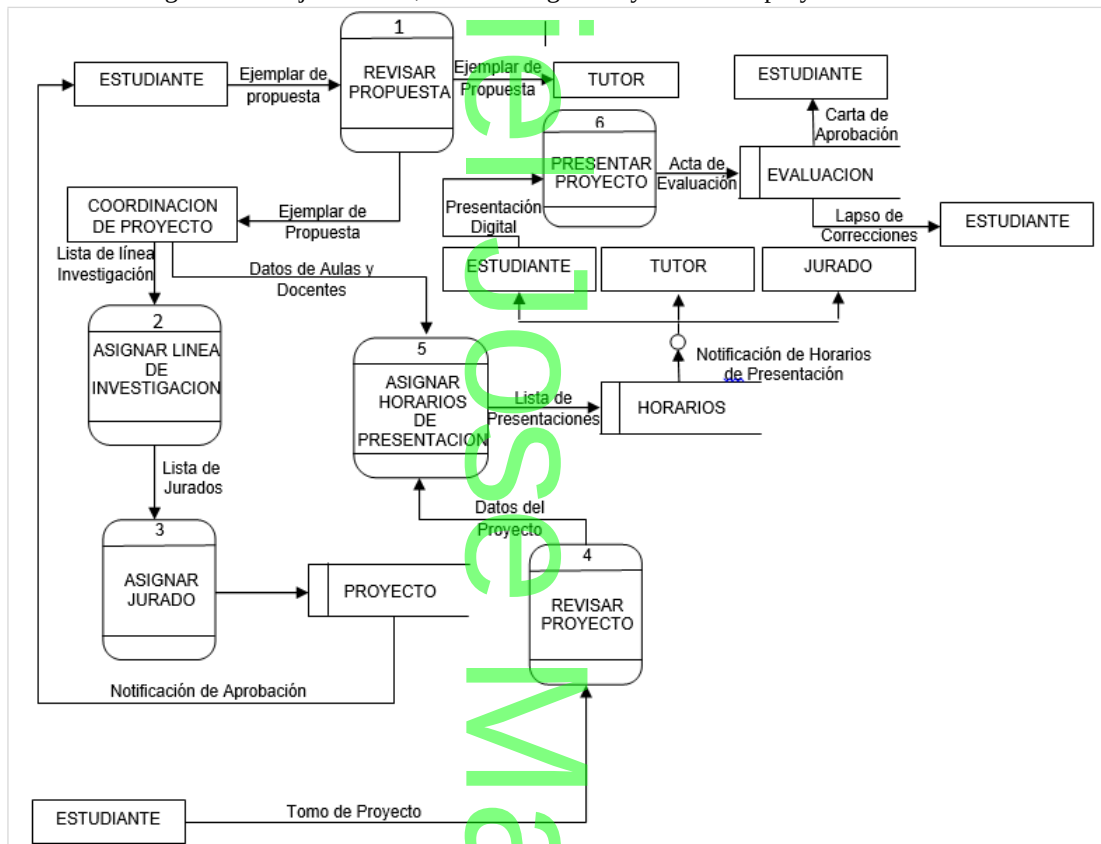 1
REVISAR
PROPUESTA
ESTUDIANTE
Ejemplar de
propuesta
Ejemplar de
Propuesta
TUTOR
ESTUDIANTE
Carta de
Aprobación
6
PRESENTAR
PROYECTO
Acta de
Evaluación
EVALUACION
Lapso de
Correcciones
ESTUDIANTE
COORDINACION
DE PROYECTO
Ejemplar de
Propuesta
Presentación
Digital
ESTUDIANTE
TUTOR
JURADO
Lista de línea
Investigación
Datos de Aulas y
Docentes
2
ASIGNAR LINEA
DE
INVESTIGACION
5
ASIGNAR
HORARIOS
DE
PRESENTACION
Lista de
Presentaciones
HORARIOS
Notificación de Horarios
de Presentación
Lista de
Jurados
3
ASIGNAR
JURADO
PROYECTO
Datos del
Proyecto
4
REVISAR
PROYECTO
Notificación de Aprobación
ESTUDIANTE
Tomo de Proyecto
ier Jose Ma